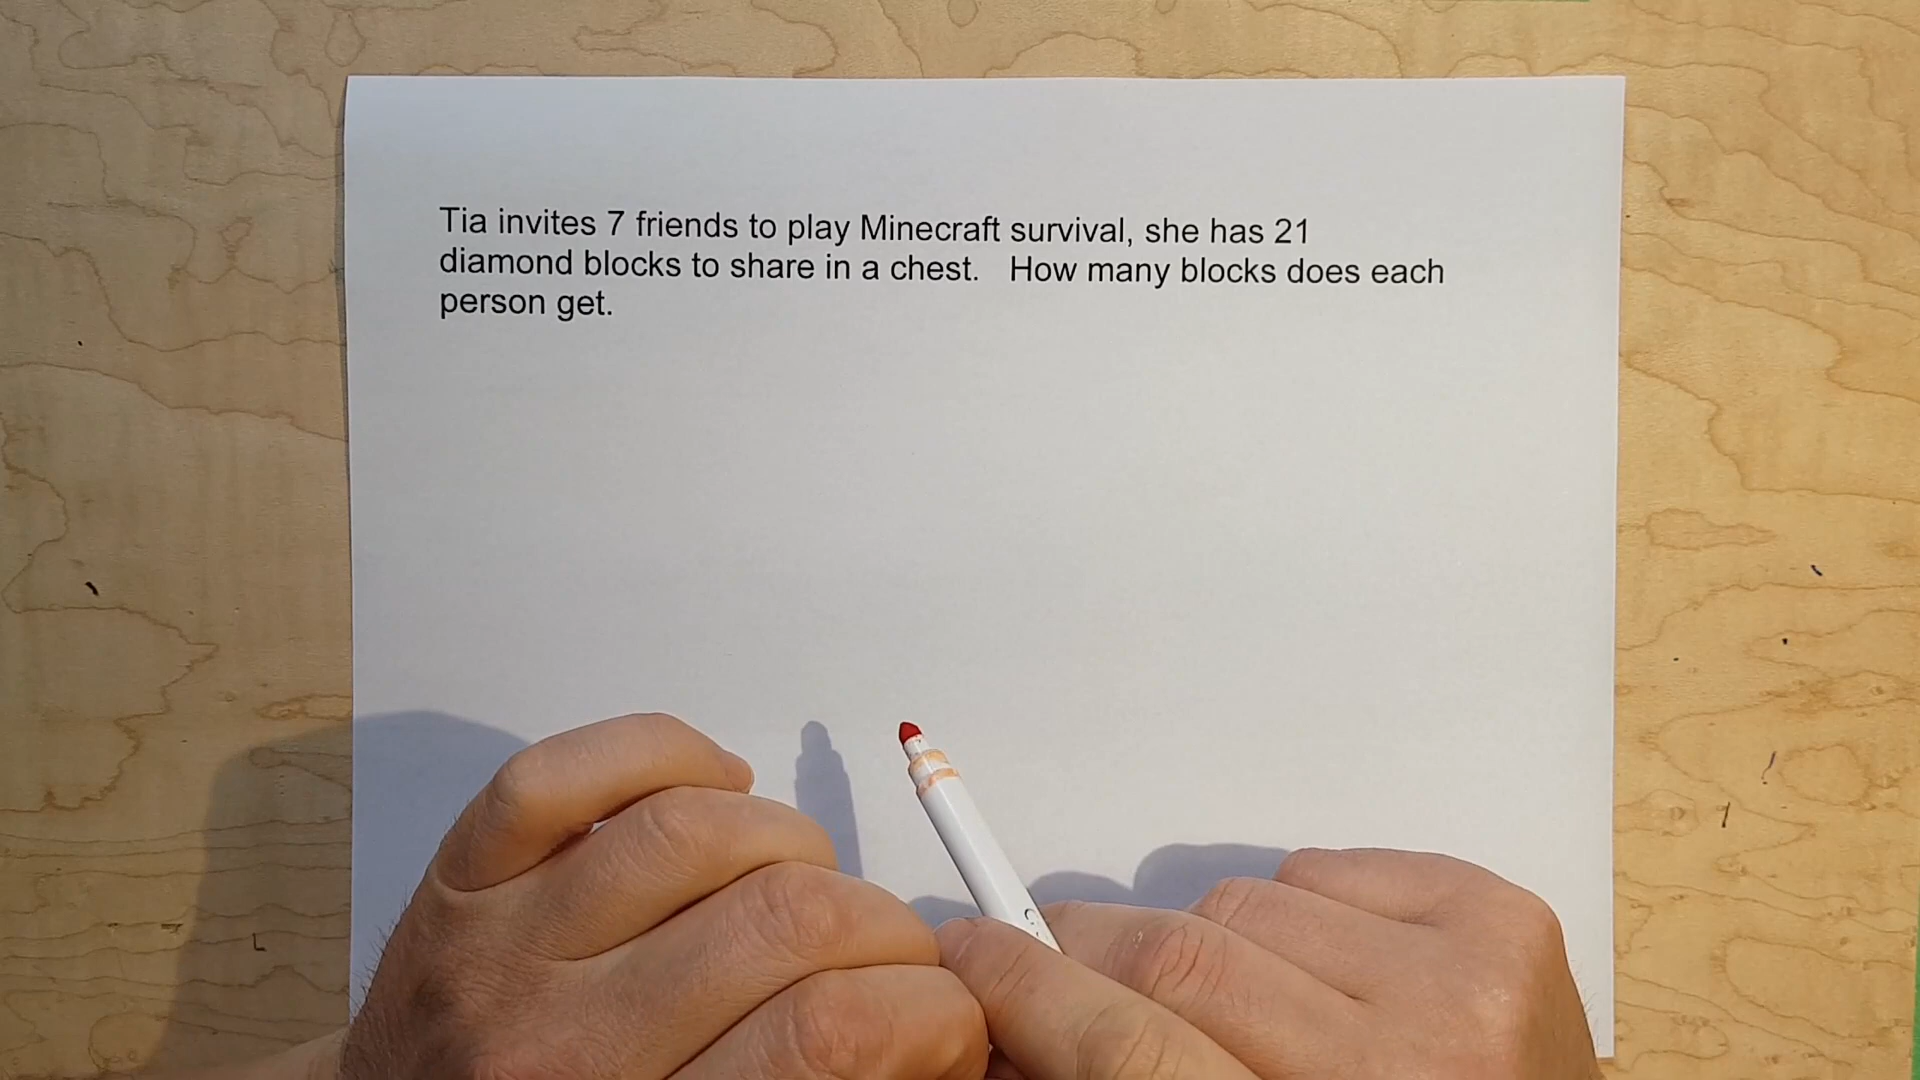 Tia invites 7 friends to play Minecraft survival, she has 21
diamond blocks to share in a chest.   How many blocks does each
person get.